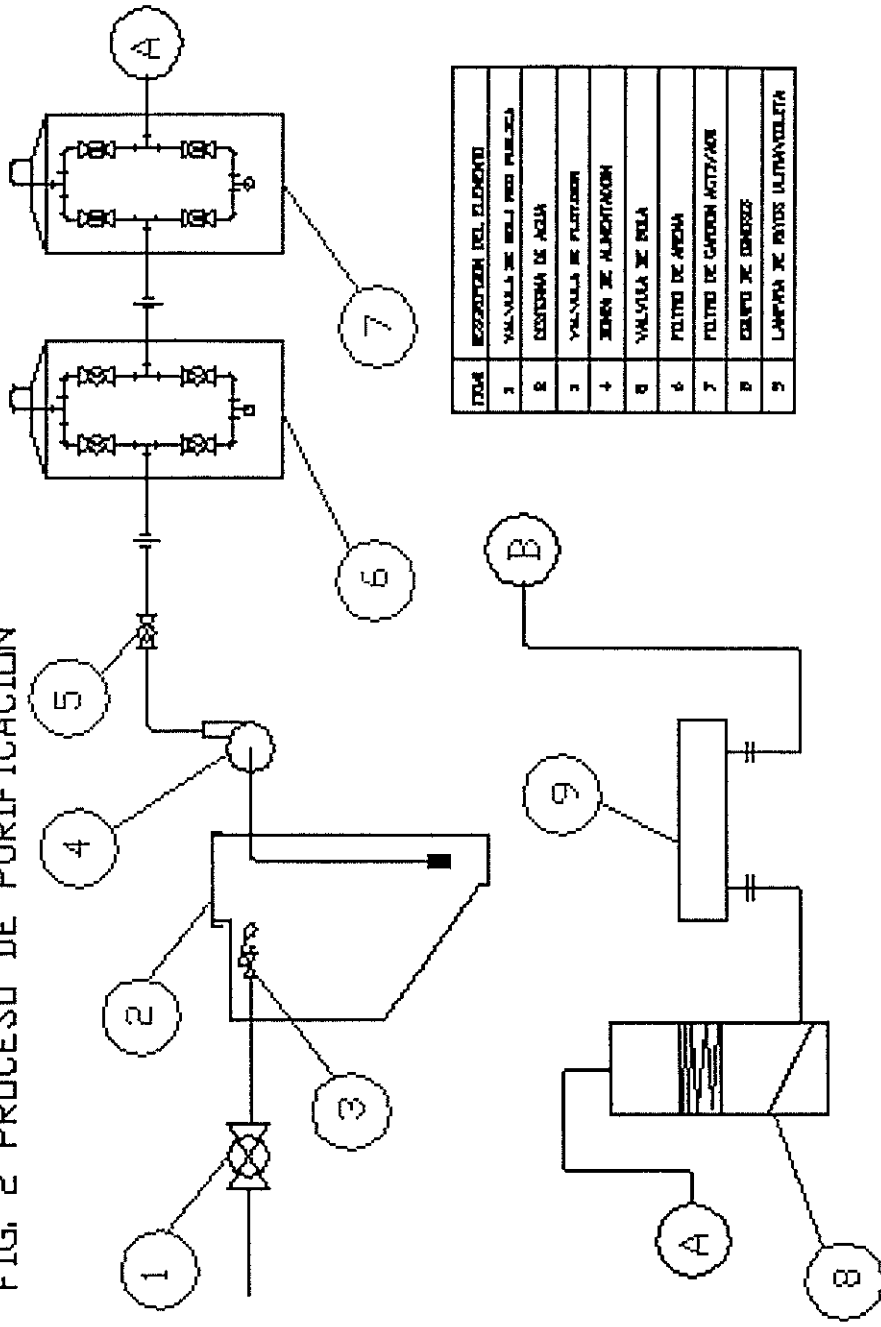 FIG. 2 PROCESO DE PURIFICACION
1
2
3
4
5
6
7
A
A
8
9
B
ITEM DESCRIPCION DEL ELEMENTO
1 VALVULA DE RED PUBLICA
2 CISTERNA DE AGUA
3 VALVULA DE FLOTADOR
4 BOMBA DE ALIMENTACION
5 VALVULA DE BOLA
6 FILTRO DE ARENA
7 FILTRO DE CARBON ACTIVADO
8 EQUIPO DE OSMOSIS
9 LAMPARA DE RAYOS ULTRAVIOLETA